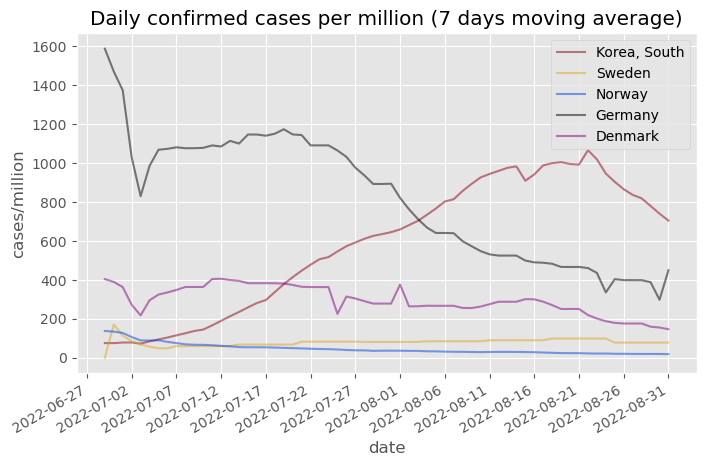 Daily confirmed cases per million (7 days moving average)
Korea, South
Sweden
Norway
Germany
Denmark
cases/million
1600
1400
1200
1000
800
600
400
200
0
2022-06-27
2022-07-02
2022-07-07
2022-07-12
2022-07-17
2022-07-22
2022-07-27
2022-08-01
2022-08-06
2022-08-11
2022-08-16
2022-08-21
2022-08-26
2022-08-31
date